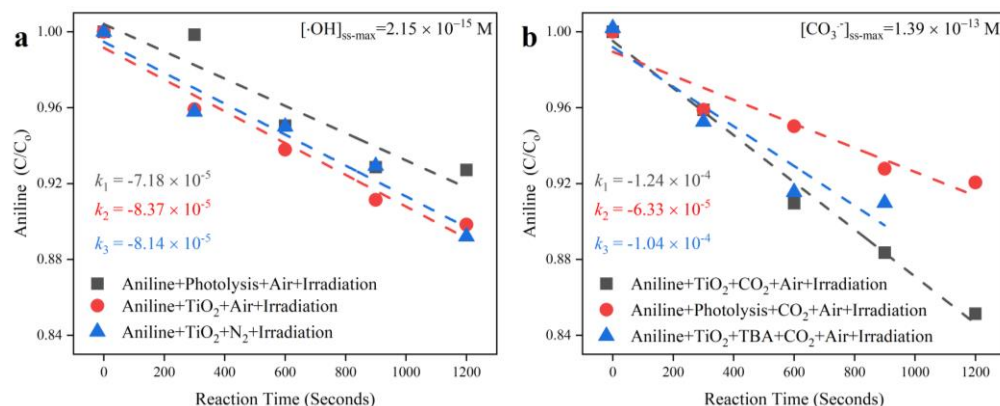 a
[·OH]ss-max=2.15 × 10⁻¹⁵ M
Aniline (C/Co)
1.00
0.96
0.92
0.88
0.84
k₁ = -7.18 × 10⁻⁵
k₂ = -8.37 × 10⁻⁵
k₃ = -8.14 × 10⁻⁵
Aniline+Photolysis+Air+Irradiation
Aniline+TiO₂+Air+Irradiation
Aniline+TiO₂+N₂+Irradiation
0 200 400 600 800 1000 1200
Reaction Time (Seconds)
b
[CO₃·⁻]ss-max=1.39 × 10⁻¹³ M
Aniline (C/Co)
1.00
0.96
0.92
0.88
0.84
k₁ = -1.24 × 10⁻⁴
k₂ = -6.33 × 10⁻⁵
k₃ = -1.04 × 10⁻⁴
Aniline+TiO₂+CO₂+Air+Irradiation
Aniline+Photolysis+CO₂+Air+Irradiation
Aniline+TiO₂+TBA+CO₂+Air+Irradiation
0 200 400 600 800 1000 1200
Reaction Time (Seconds)